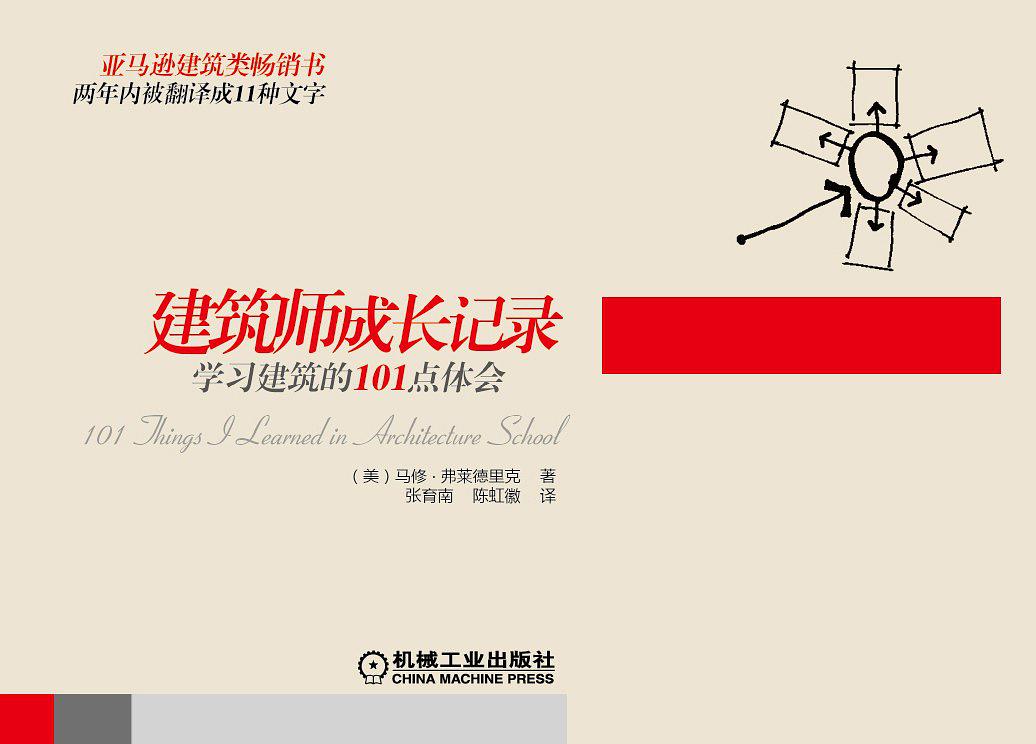 亚马逊建筑类畅销书
两年内被翻译成11种文字
建筑师成长记录
学习建筑的101点体会
101 Things I Learned in Architecture School
（美）马修·弗莱德里克 著
张育南 陈虹徽 译
机械工业出版社
CHINA MACHINE PRESS